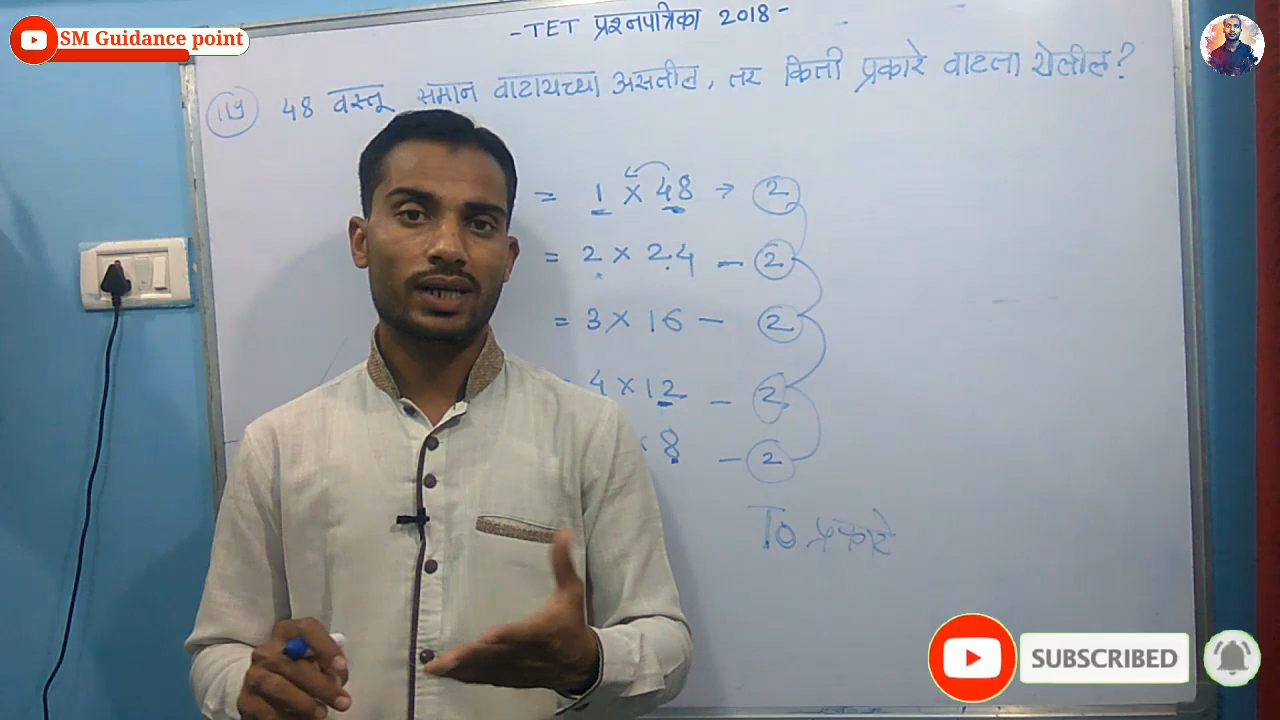 SM Guidance point
-TET प्रश्नपत्रिका 2018-
119 48 वस्तू समान वाटायच्या असतील, तर किती प्रकारे वाटता येतील?
= 1 × 48 → 2
= 2 × 24 - 2
= 3 × 16 - 2
4 × 12 - 2
× 8 - 2
10 प्रकारे
SUBSCRIBED